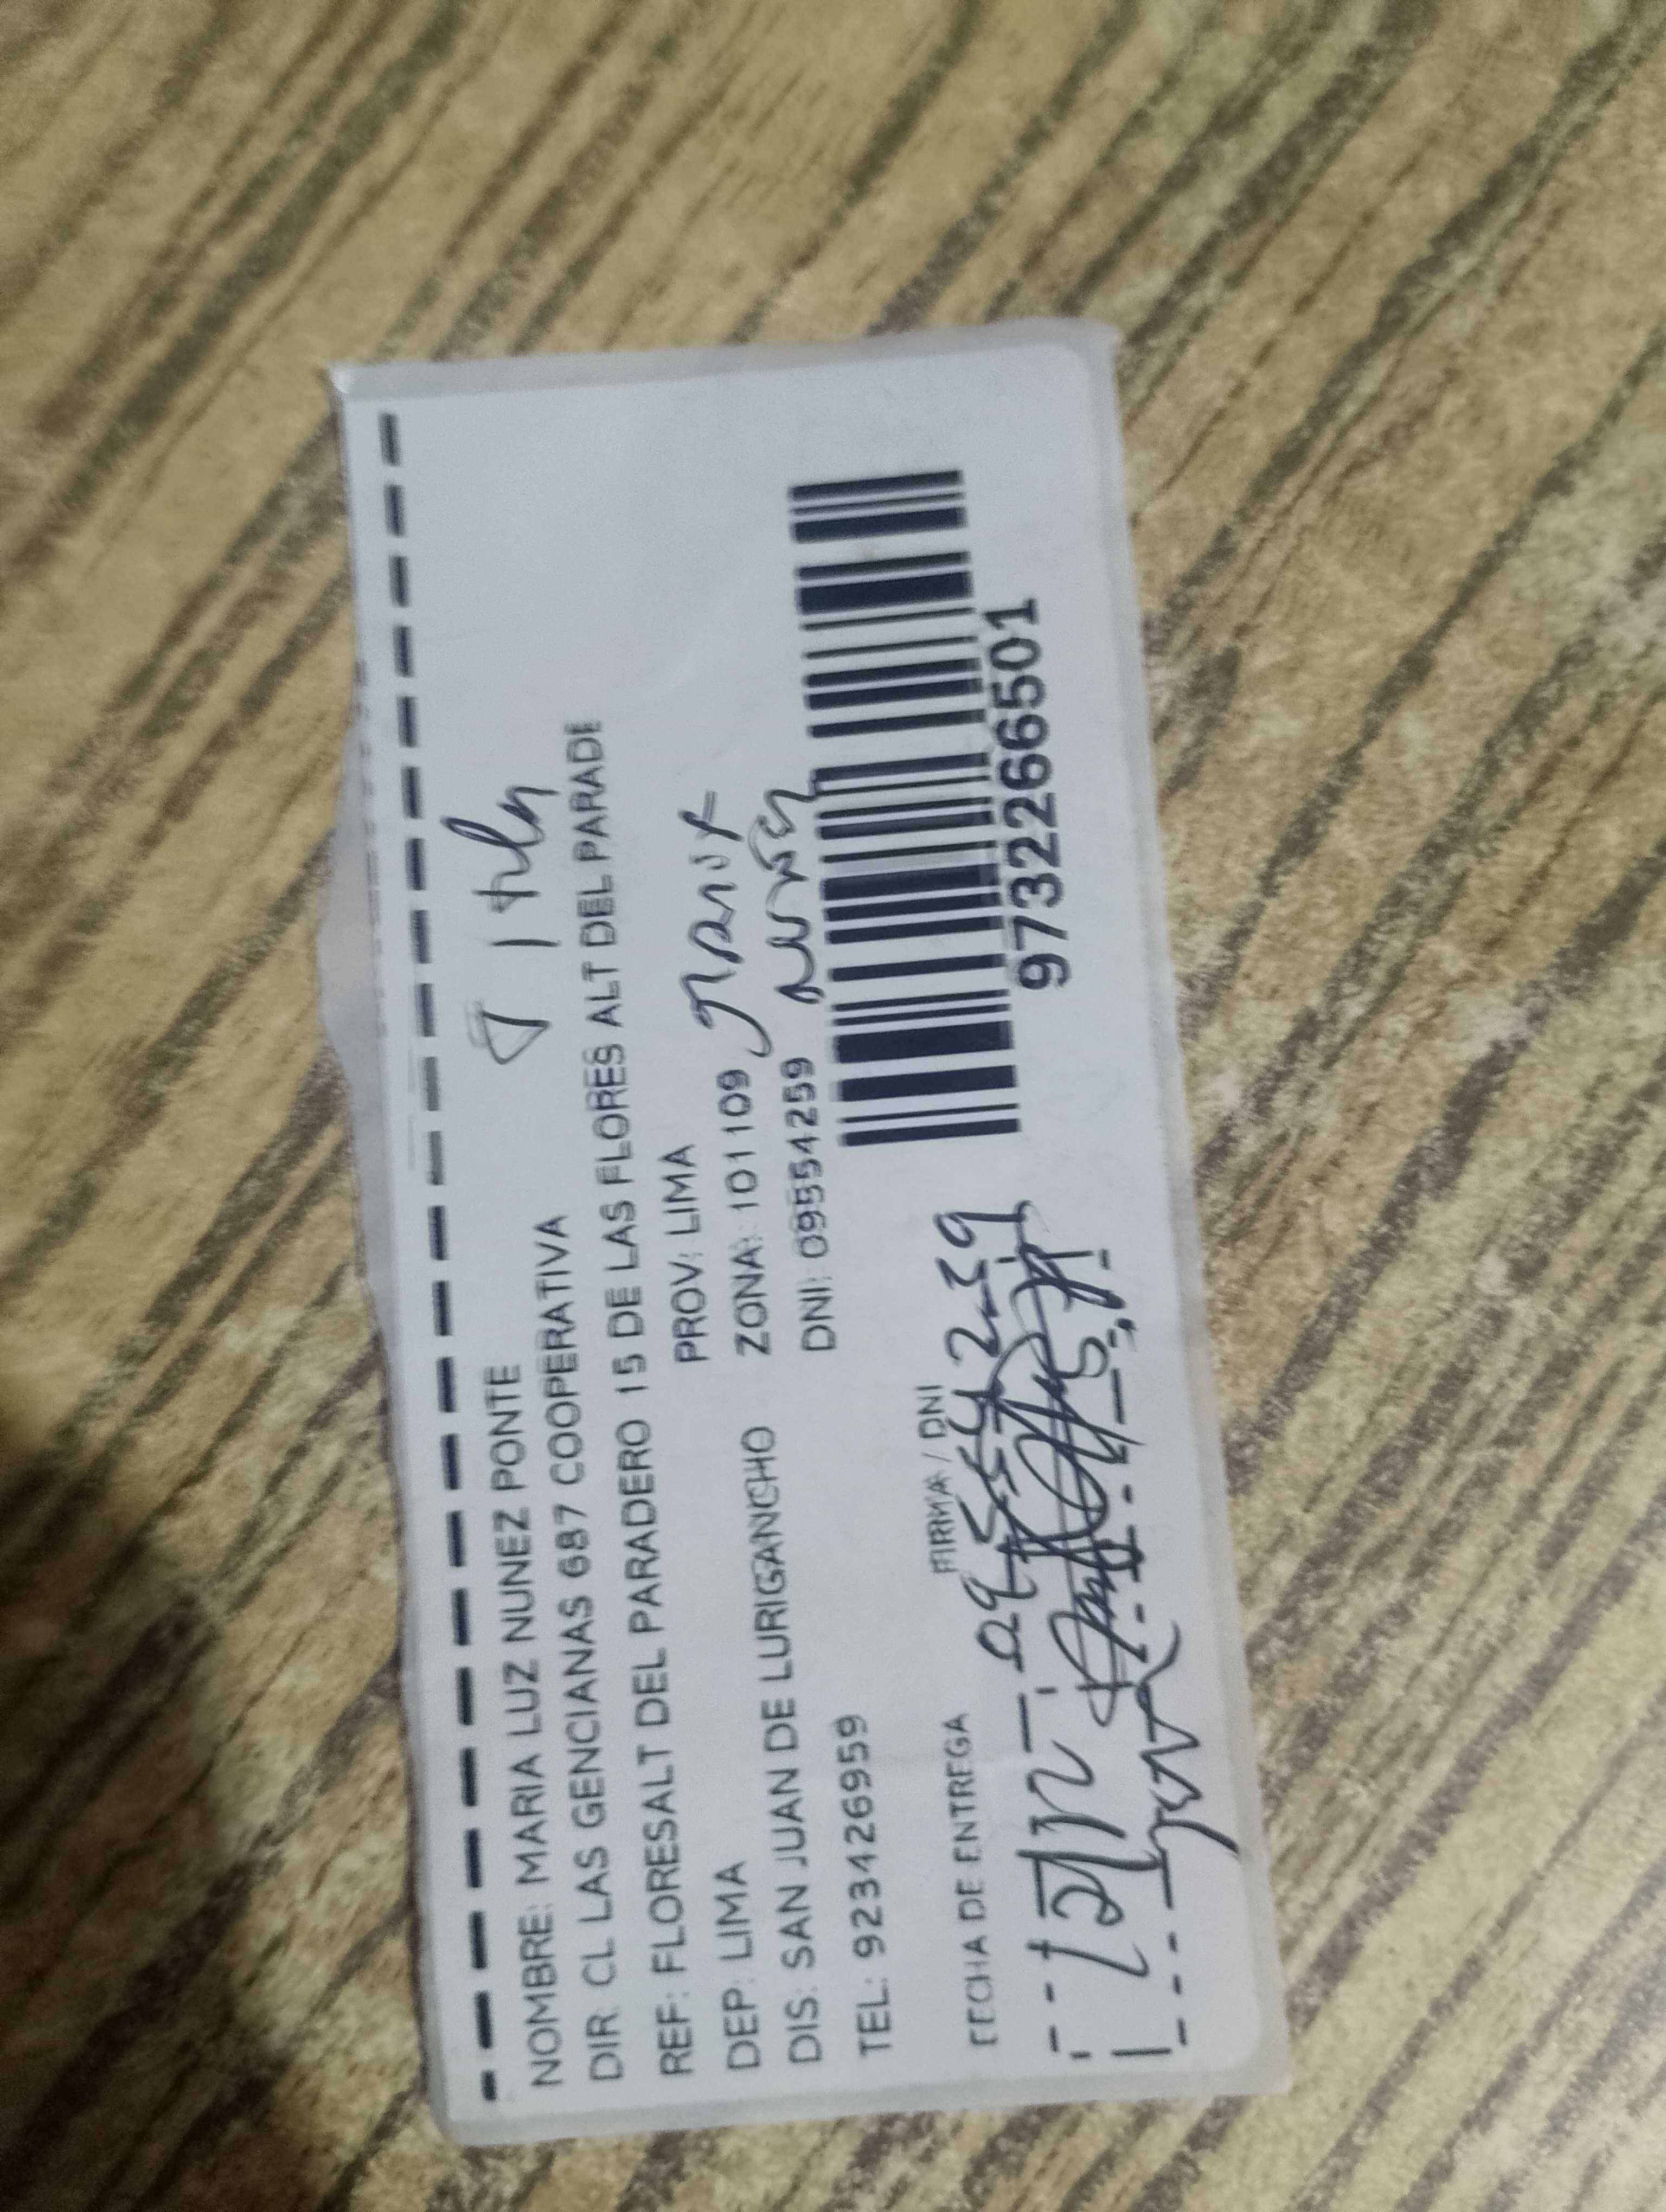 NOMBRE: MARIA LUZ NUNEZ PONTE
DIR: CL LAS GENCIANAS 687 COOPERATIVA
REF: FLORESALT DEL PARADERO 15 DE LAS FLORES ALT DEL PARADE
DEP: LIMA PROV: LIMA
DIS: SAN JUAN DE LURIGANCHO ZONA: 101109
TEL: 923426959 DNI: 09554259
FECHA DE ENTREGA FIRMA / DNI
9732266501